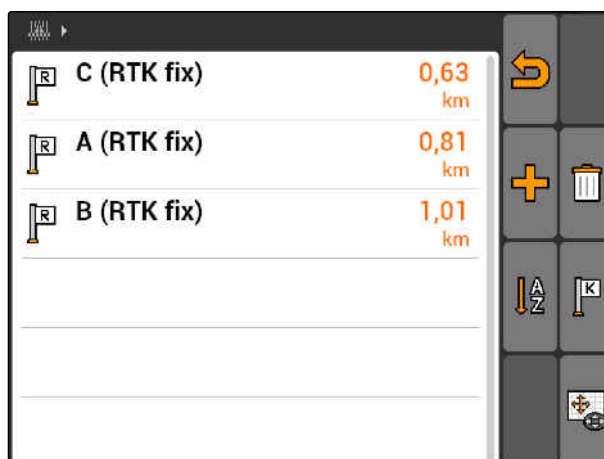 C (RTK fix)
0,63
km
R
A (RTK fix)
0,81
km
R
B (RTK fix)
1,01
km
R
A
Z
K